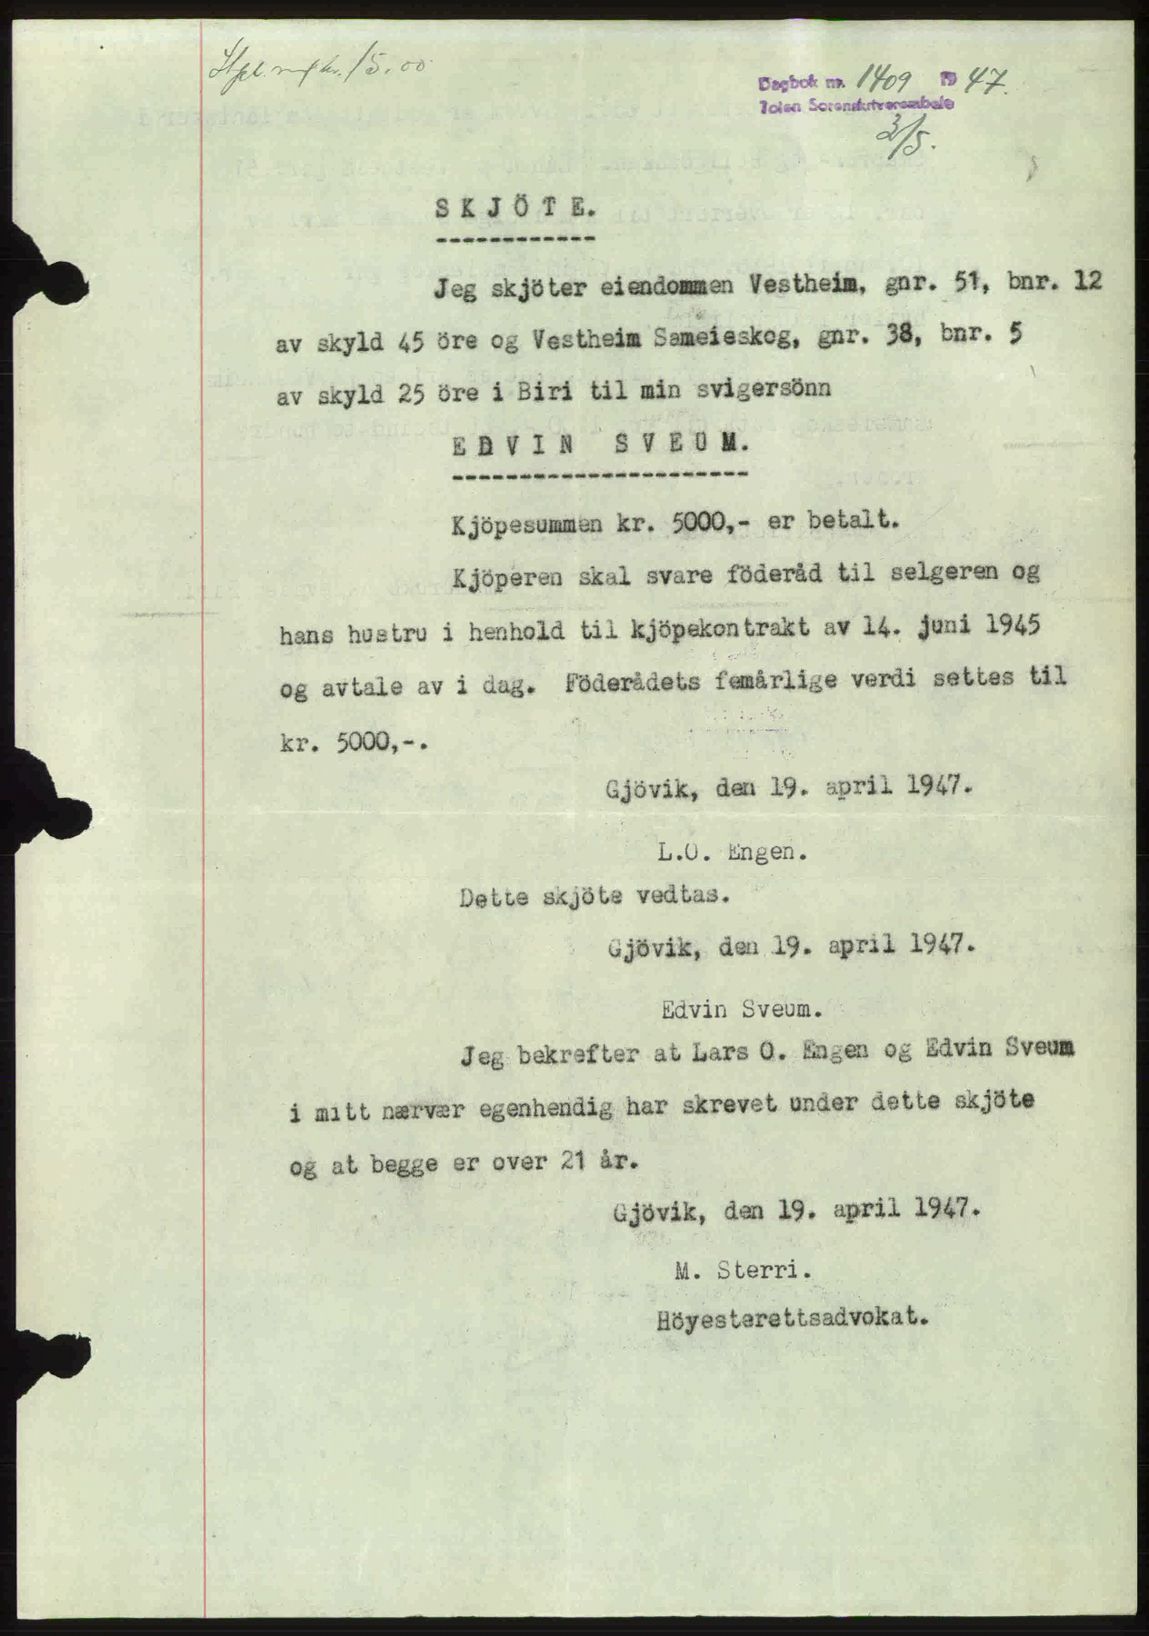 Stpl. m/ kr. 15.00
Dagbok nr. 1409 1947.
Toten Sorenskriverembete
3/5.
SKJÖTE.
------------
Jeg skjöter eiendommen Vestheim, gnr. 51, bnr. 12
av skyld 45 öre og Vestheim Sameieskog, gnr. 38, bnr. 5
av skyld 25 öre i Biri til min svigersönn
EDVIN SVEUM.
----------------------
Kjöpesummen kr. 5000,- er betalt.
Kjöperen skal svare föderåd til selgeren og
hans hustru i henhold til kjöpekontrakt av 14. juni 1945
og avtale av i dag. Föderådets femårlige verdi settes til
kr. 5000,-.
Gjövik, den 19. april 1947.
L.O. Engen.
Dette skjöte vedtas.
Gjövik, den 19. april 1947.
Edvin Sveum.
Jeg bekrefter at Lars O. Engen og Edvin Sveum
i mitt nærvær egenhendig har skrevet under dette skjöte
og at begge er over 21 år.
Gjövik, den 19. april 1947.
M. Sterri.
Höyesterettsadvokat.